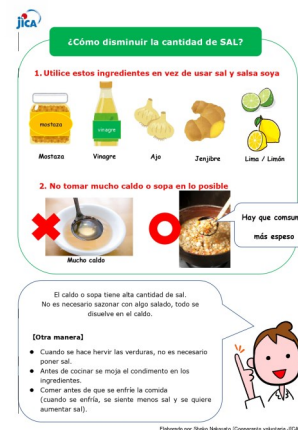 jICA
¿Cómo disminuir la cantidad de SAL?
1. Utilice estos ingredientes en vez de usar sal y salsa soya
mostaza
vinagre
Mostaza Vinagre Ajo Jenjibre Lima / Limón
2. No tomar mucho caldo o sopa en lo posible
Hay que consum
más espeso
Mucho caldo
El caldo o sopa tiene alta cantidad de sal.
No es necesario sazonar con algo salado, todo se
disuelve en el caldo.
[Otra manera]
● Cuando se hace hervir las verduras, no es necesario
poner sal.
● Antes de cocinar se moja el condimento en los
ingredientes.
● Comer antes de que se enfríe la comida
(cuando se enfría, se siente menos sal y se quiere
aumentar sal).
Elaborado por